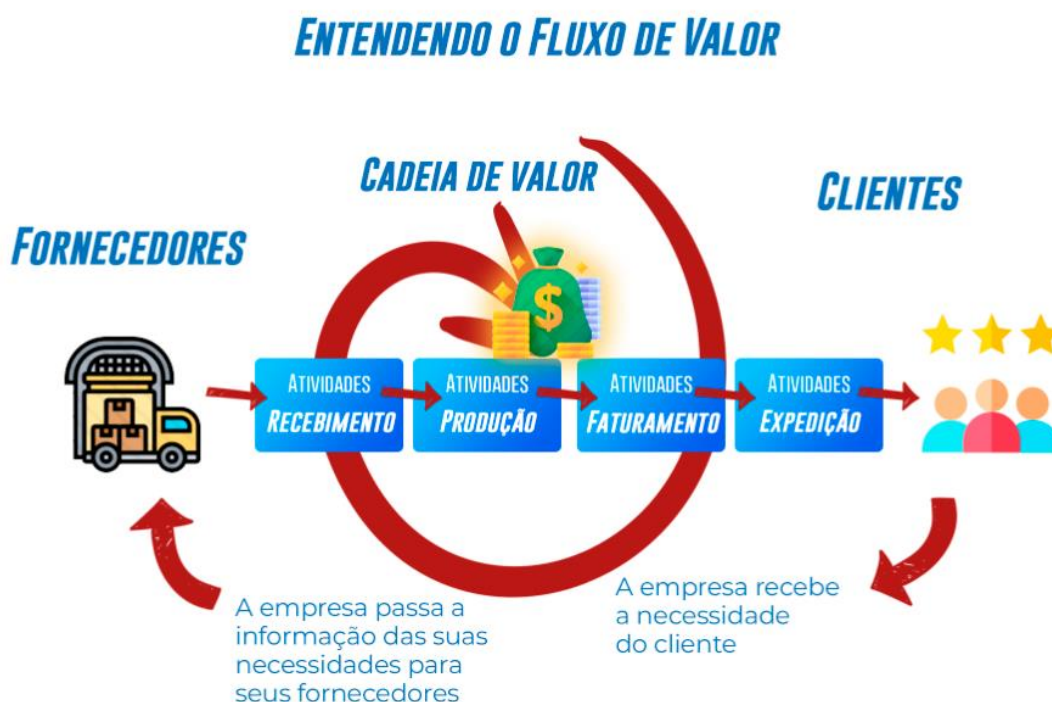 ENTENDENDO O FLUXO DE VALOR
CADEIA DE VALOR
CLIENTES
FORNECEDORES
ATIVIDADES
RECEBIMENTO
ATIVIDADES
PRODUÇÃO
ATIVIDADES
FATURAMENTO
ATIVIDADES
EXPEDIÇÃO
A empresa recebe
a necessidade
do cliente
A empresa passa a
informação das suas
necessidades para
seus fornecedores